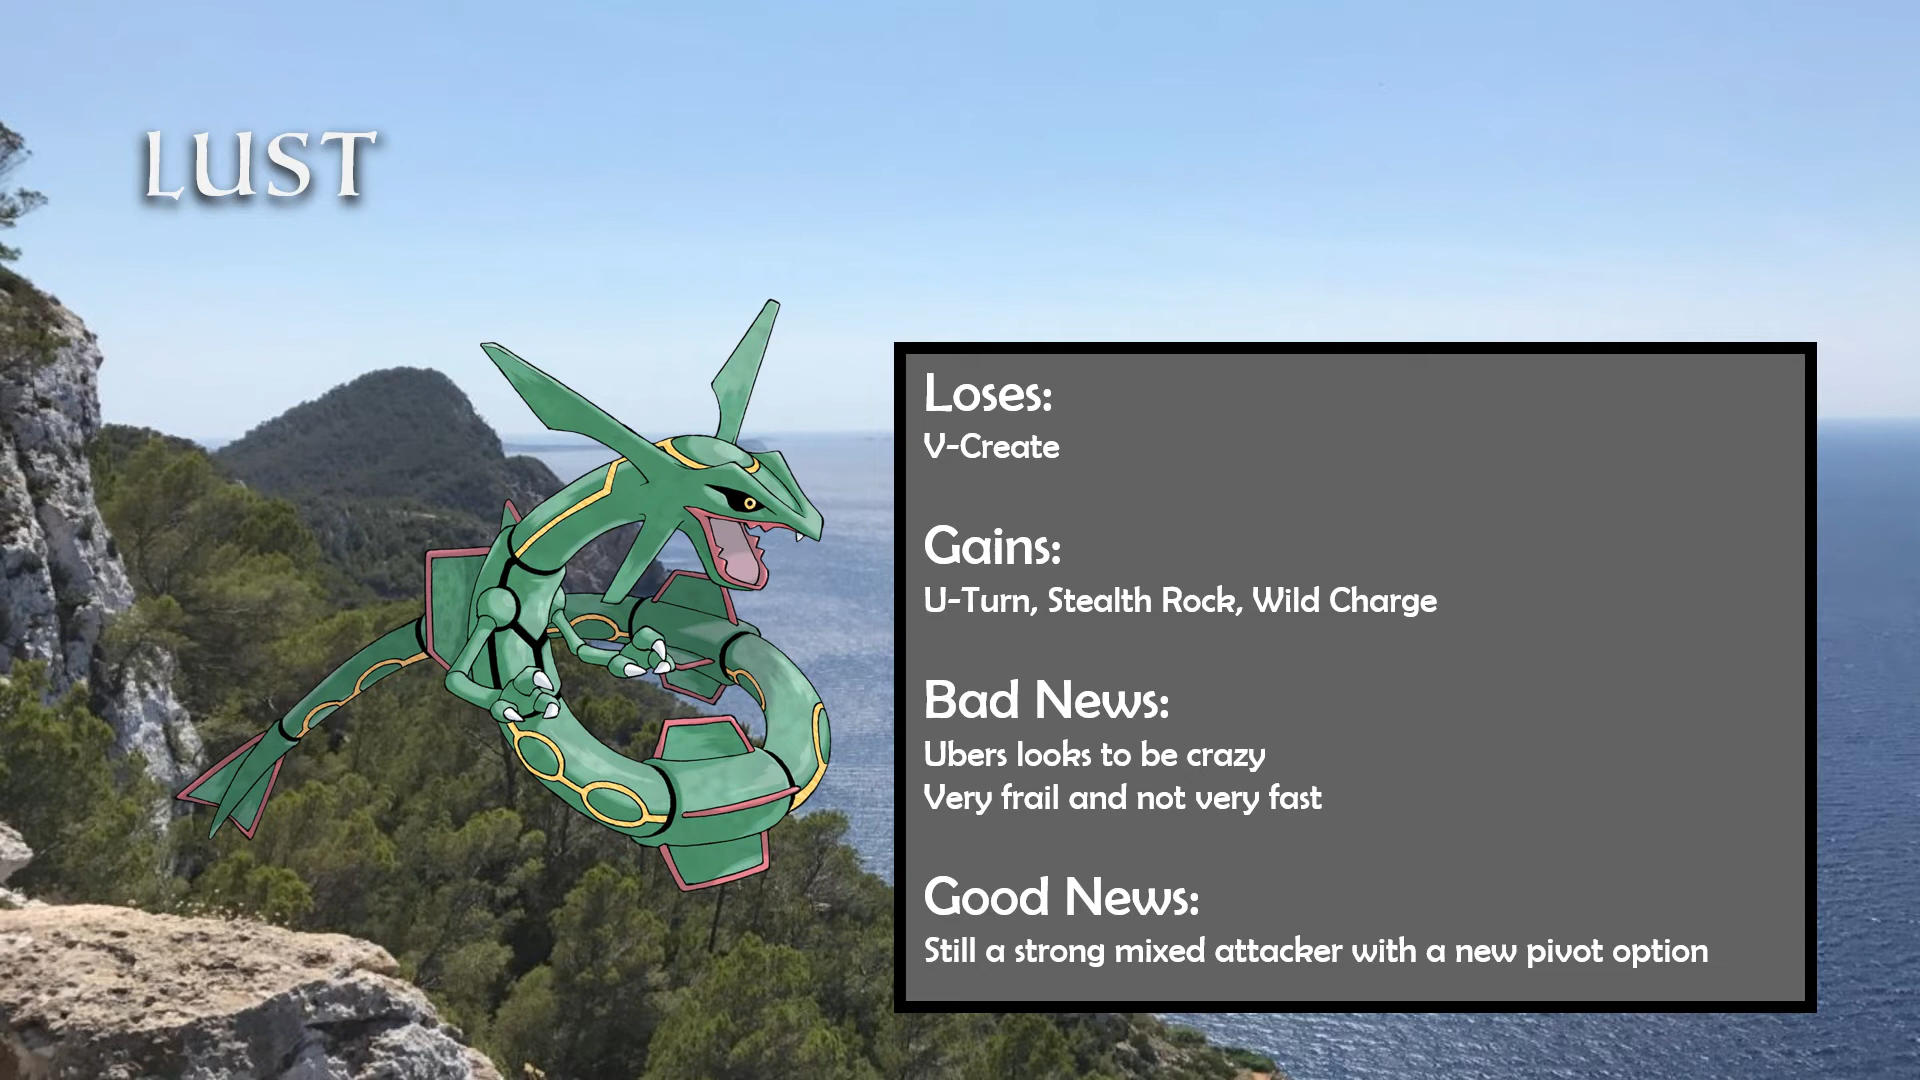 LUST
Loses:
V-Create
Gains:
U-Turn, Stealth Rock, Wild Charge
Bad News:
Ubers looks to be crazy
Very frail and not very fast
Good News:
Still a strong mixed attacker with a new pivot option